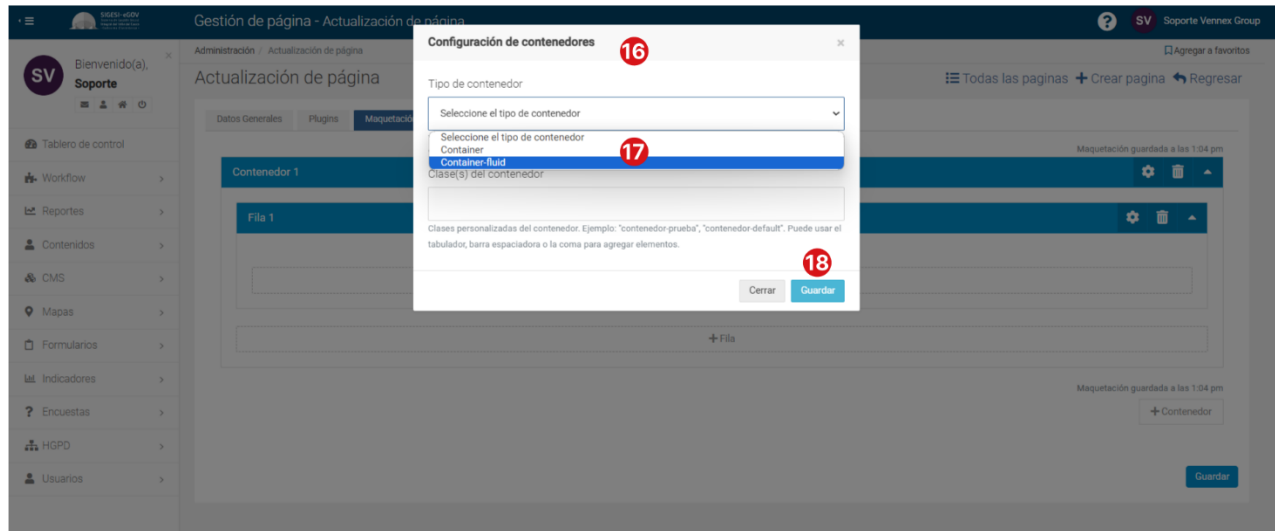 SIGESI-eGOV
Gestión de página - Actualización de página
SV
Soporte Vennex Group
Administración / Actualización de página
Agregar a favoritos
SV
Bienvenido(a),
Soporte
Actualización de página
Todas las paginas
Crear pagina
Regresar
Datos Generales
Plugins
Maquetació
Maquetación guardada a las 1:04 pm
Tablero de control
Workflow
Reportes
Contenidos
CMS
Mapas
Formularios
Indicadores
Encuestas
HGPD
Usuarios
Contenedor 1
Fila 1
+ Fila
Maquetación guardada a las 1:04 pm
+ Contenedor
Guardar
Configuración de contenedores
16
×
Tipo de contenedor
Seleccione el tipo de contenedor
Seleccione el tipo de contenedor
Container
17
Container-fluid
Clase(s) del contenedor
Clases personalizadas del contenedor. Ejemplo: "contenedor-prueba", "contenedor-default". Puede usar el
tabulador, barra espaciadora o la coma para agregar elementos.
18
Cerrar
Guardar